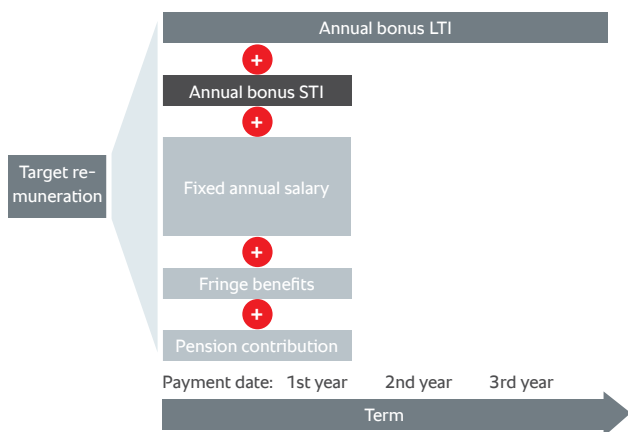 Annual bonus LTI
+
Annual bonus STI
+
Target re-
muneration
Fixed annual salary
+
Fringe benefits
+
Pension contribution
Payment date: 1st year 2nd year 3rd year
Term